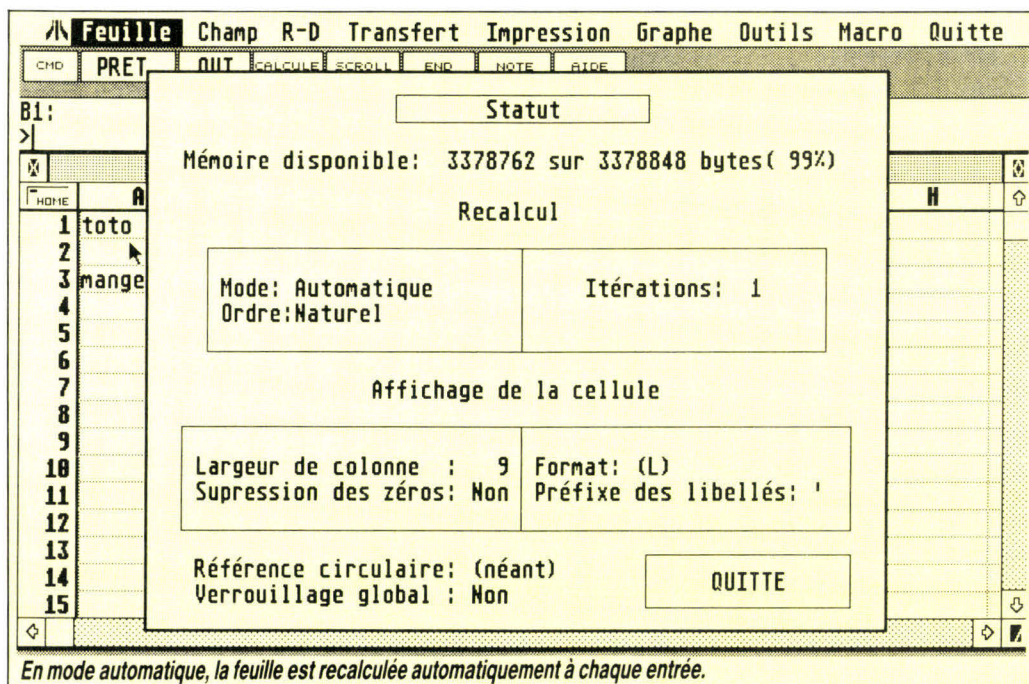 Feuille Champ R-D Transfert Impression Graphe Outils Macro Quitte
CMD PRET OUT CALCULE SCROLL END NOTE AIDE
B1:
>
Statut
Mémoire disponible: 3378762 sur 3378848 bytes( 99%)
HOME A H
Recalcul
1 toto
2
3 mange
4
5
6
7
8
9
10
11
12
13
14
15
Mode: Automatique
Ordre:Naturel
Itérations: 1
Affichage de la cellule
Largeur de colonne : 9
Supression des zéros: Non
Format: (L)
Préfixe des libellés: '
Référence circulaire: (néant)
Verrouillage global : Non
QUITTE
En mode automatique, la feuille est recalculée automatiquement à chaque entrée.